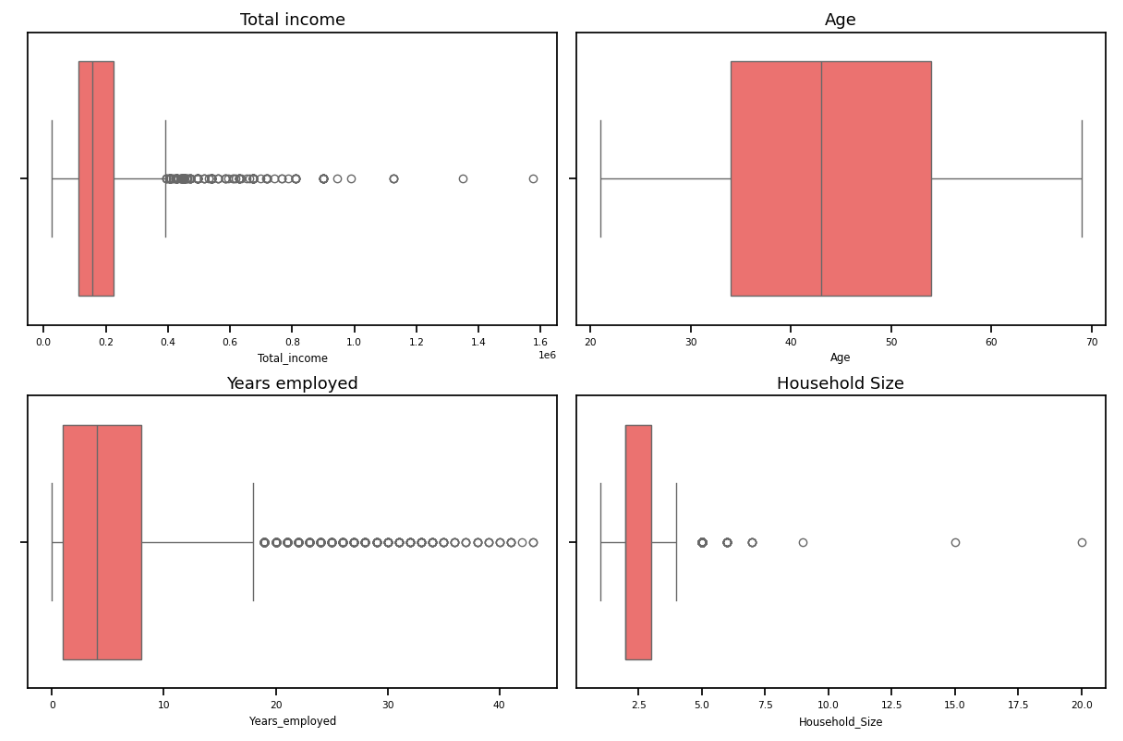 Total income
0.0 0.2 0.4 0.6 0.8 1.0 1.2 1.4 1.6
1e6
Total_income
Age
20 30 40 50 60 70
Age
Years employed
0 10 20 30 40
Years_employed
Household Size
2.5 5.0 7.5 10.0 12.5 15.0 17.5 20.0
Household_Size